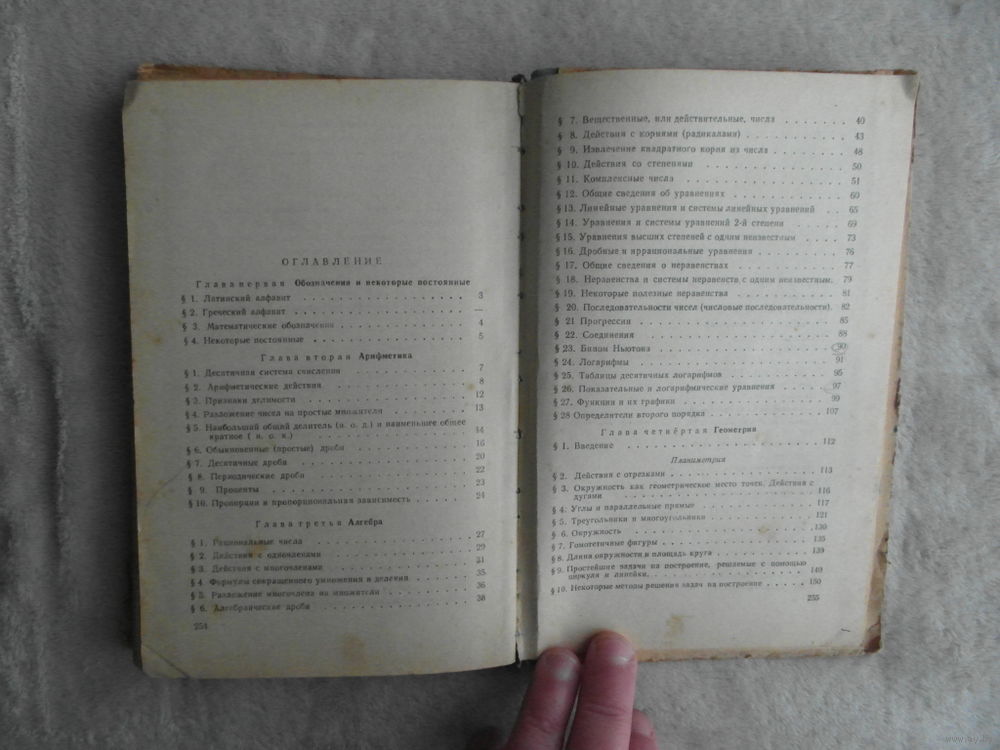 ОГЛАВЛЕНИЕ
Глава первая Обозначения и некоторые постоянные
§ 1. Латинский алфавит . . . . . 3
§ 2. Греческий алфавит . . . . . —
§ 3. Математические обозначения . . . . . 4
§ 4. Некоторые постоянные . . . . . 5
Глава вторая Арифметика
§ 1. Десятичная система счисления . . . . . 7
§ 2. Арифметические действия . . . . . 8
§ 3. Признаки делимости . . . . . 12
§ 4. Разложение чисел на простые множители . . . . . 13
§ 5. Наибольший общий делитель (н. о. д.) и наименьшее общее
кратное ( н. о. к.) . . . . . 14
§ 6. Обыкновенные (простые) дроби . . . . . 16
§ 7. Десятичные дроби . . . . . 20
§ 8. Периодические дроби . . . . . 22
§ 9. Проценты . . . . . 23
§ 10. Пропорции и пропорциональная зависимость . . . . . 24
Глава третья Алгебра
§ 1. Рациональные числа . . . . . 27
§ 2. Действия с одночленами . . . . . 29
§ 3. Действия с многочленами . . . . . 31
§ 4 Формулы сокращенного умножения и деления . . . . . 35
§ 5. Разложение многочлена на множители . . . . . 36
§ 6. Алгебраические дроби . . . . . 38
254
§ 7. Вещественные, или действительные, числа . . . . . 40
§ 8. Действия с корнями (радикалами) . . . . . 43
§ 9. Извлечение квадратного корня из числа . . . . . 48
§ 10. Действия со степенями . . . . . 50
§ 11. Комплексные числа . . . . . 51
§ 12. Общие сведения об уравнениях . . . . . 60
§ 13. Линейные уравнения и системы линейных уравнений . . 65
§ 14. Уравнения и системы уравнений 2-й степени . . . . . 69
§ 15. Уравнения высших степеней с одним неизвестным . . . . 73
§ 16. Дробные и иррациональные уравнения . . . . . 76
§ 17. Общие сведения о неравенствах . . . . . 77
§ 18. Неравенства и системы неравенств с одним неизвестным. 79
§ 19. Некоторые полезные неравенства . . . . . 81
§ 20. Последовательности чисел (числовые последовательности). 82
§ 21 Прогрессии . . . . . 85
§ 22. Соединения . . . . . 88
§ 23. Бином Ньютона . . . . . 90
§ 24. Логарифмы . . . . . 91
§ 25. Таблицы десятичных логарифмов . . . . . 95
§ 26. Показательные и логарифмические уравнения . . . . . 97
§ 27. Функции и их графики . . . . . 99
§ 28 Определители второго порядка . . . . . 107
Глава четвёртая Геометрия
§ 1. Введение . . . . . 112
Планиметрия
§ 2. Действия с отрезками . . . . . 113
§ 3. Окружность как геометрическое место точек. Действия с
дугами . . . . . 116
§ 4. Углы и параллельные прямые . . . . . 117
§ 5. Треугольники и многоугольники . . . . . 121
§ 6. Окружность . . . . . 130
§ 7. Гомотетичные фигуры . . . . . 135
§ 8. Длина окружности и площадь круга . . . . . 139
§ 9. Простейшие задачи на построение, решаемые с помощью
циркуля и линейки. . . . . . 140
§ 10. Некоторые методы решения задач на построение . . . . . 150
255